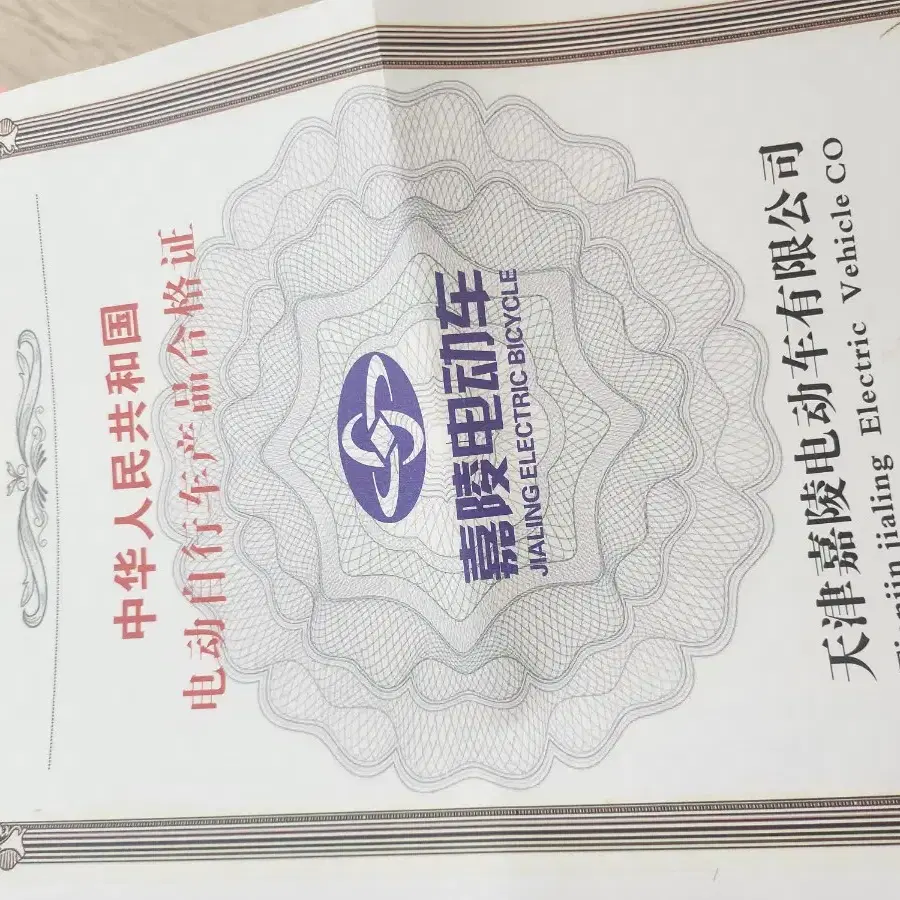 中华人民共和国
电动自行车产品合格证
嘉陵电动车
JIALING ELECTRIC BICYCLE
天津嘉陵电动车有限公司
Tianjin jialing Electric Vehicle CO